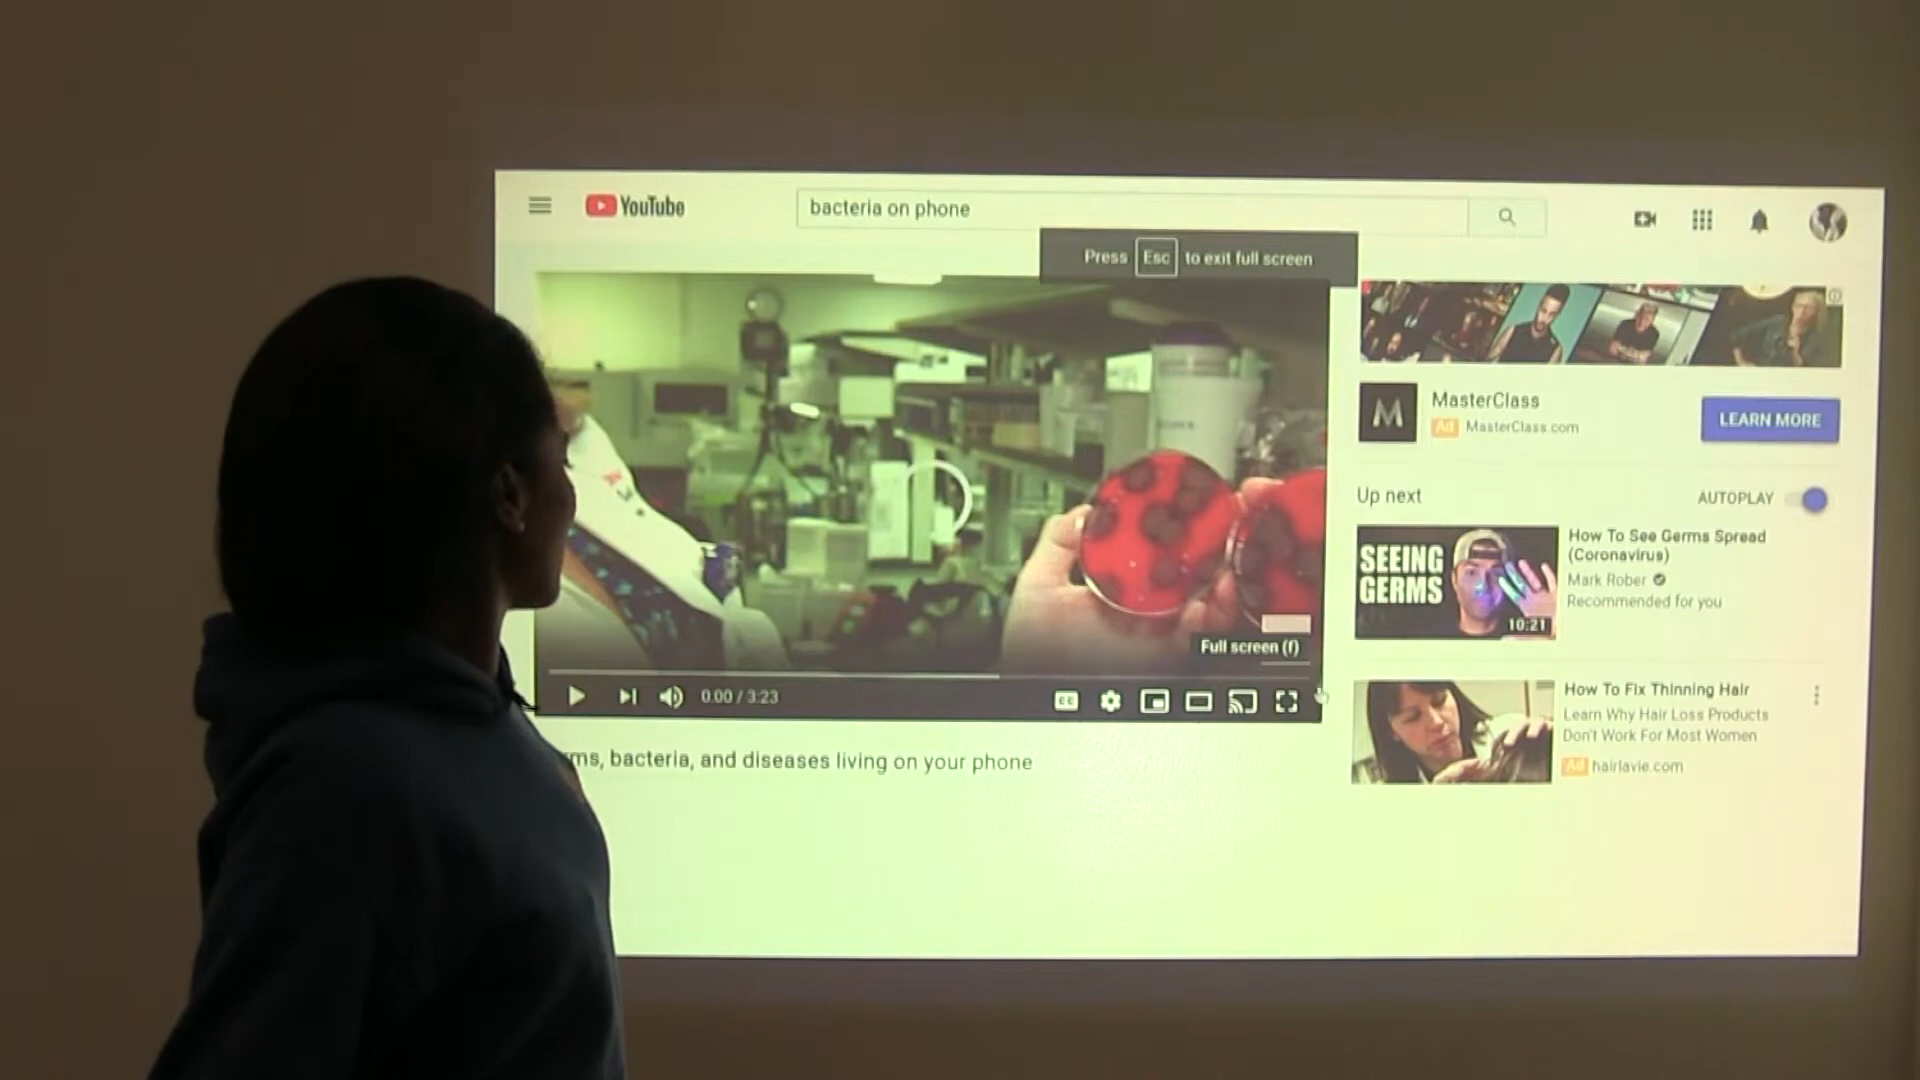 YouTube
bacteria on phone
Press Esc to exit full screen
MasterClass
Ad MasterClass.com
LEARN MORE
Up next
AUTOPLAY
SEEING
GERMS
10:21
How To See Germs Spread
(Coronavirus)
Mark Rober
Recommended for you
Full screen (f)
0:00 / 3:23
CC
How To Fix Thinning Hair
Learn Why Hair Loss Products
Don't Work For Most Women
Ad hairlavie.com
ms, bacteria, and diseases living on your phone